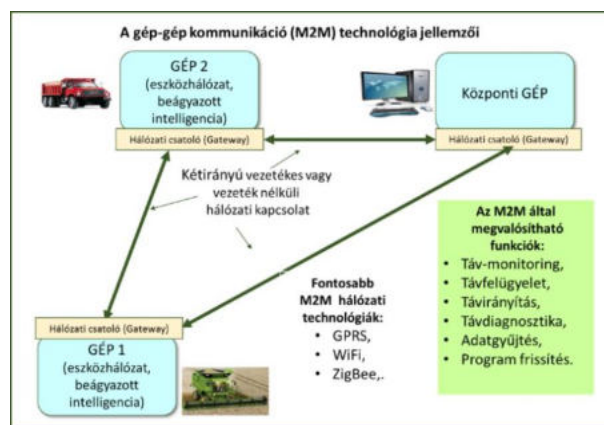 A gép-gép kommunikáció (M2M) technológia jellemzői
GÉP 2
(eszközhálózat,
beágyazott
intelligencia)
Hálózati csatoló (Gateway)
Központi GÉP
Hálózati csatoló (Gateway)
Kétirányú vezetékes vagy
vezeték nélküli
hálózati kapcsolat
Az M2M által
megvalósítható
funkciók:
• Táv-monitoring,
• Távfelügyelet,
• Távirányítás,
• Távdiagnosztika,
• Adatgyűjtés,
• Program frissítés.
Fontosabb
M2M hálózati
technológiák:
• GPRS,
• WiFi,
• ZigBee,.
Hálózati csatoló (Gateway)
GÉP 1
(eszközhálózat,
beágyazott
intelligencia)